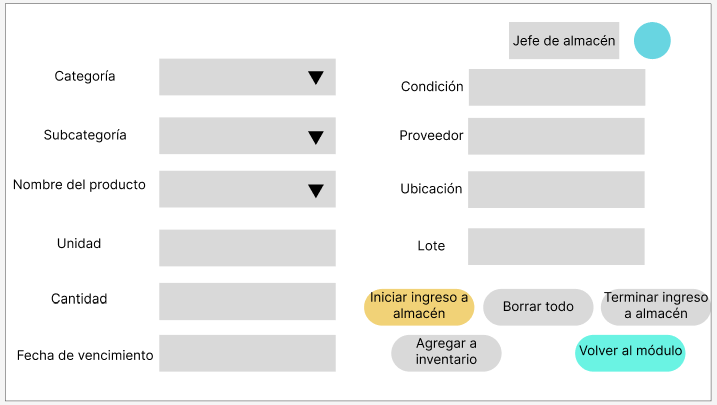 Jefe de almacén
Categoría
Condición
Subcategoría
Proveedor
Nombre del producto
Ubicación
Unidad
Lote
Cantidad
Iniciar ingreso a
almacén
Borrar todo
Terminar ingreso
a almacén
Fecha de vencimiento
Agregar a
inventario
Volver al módulo